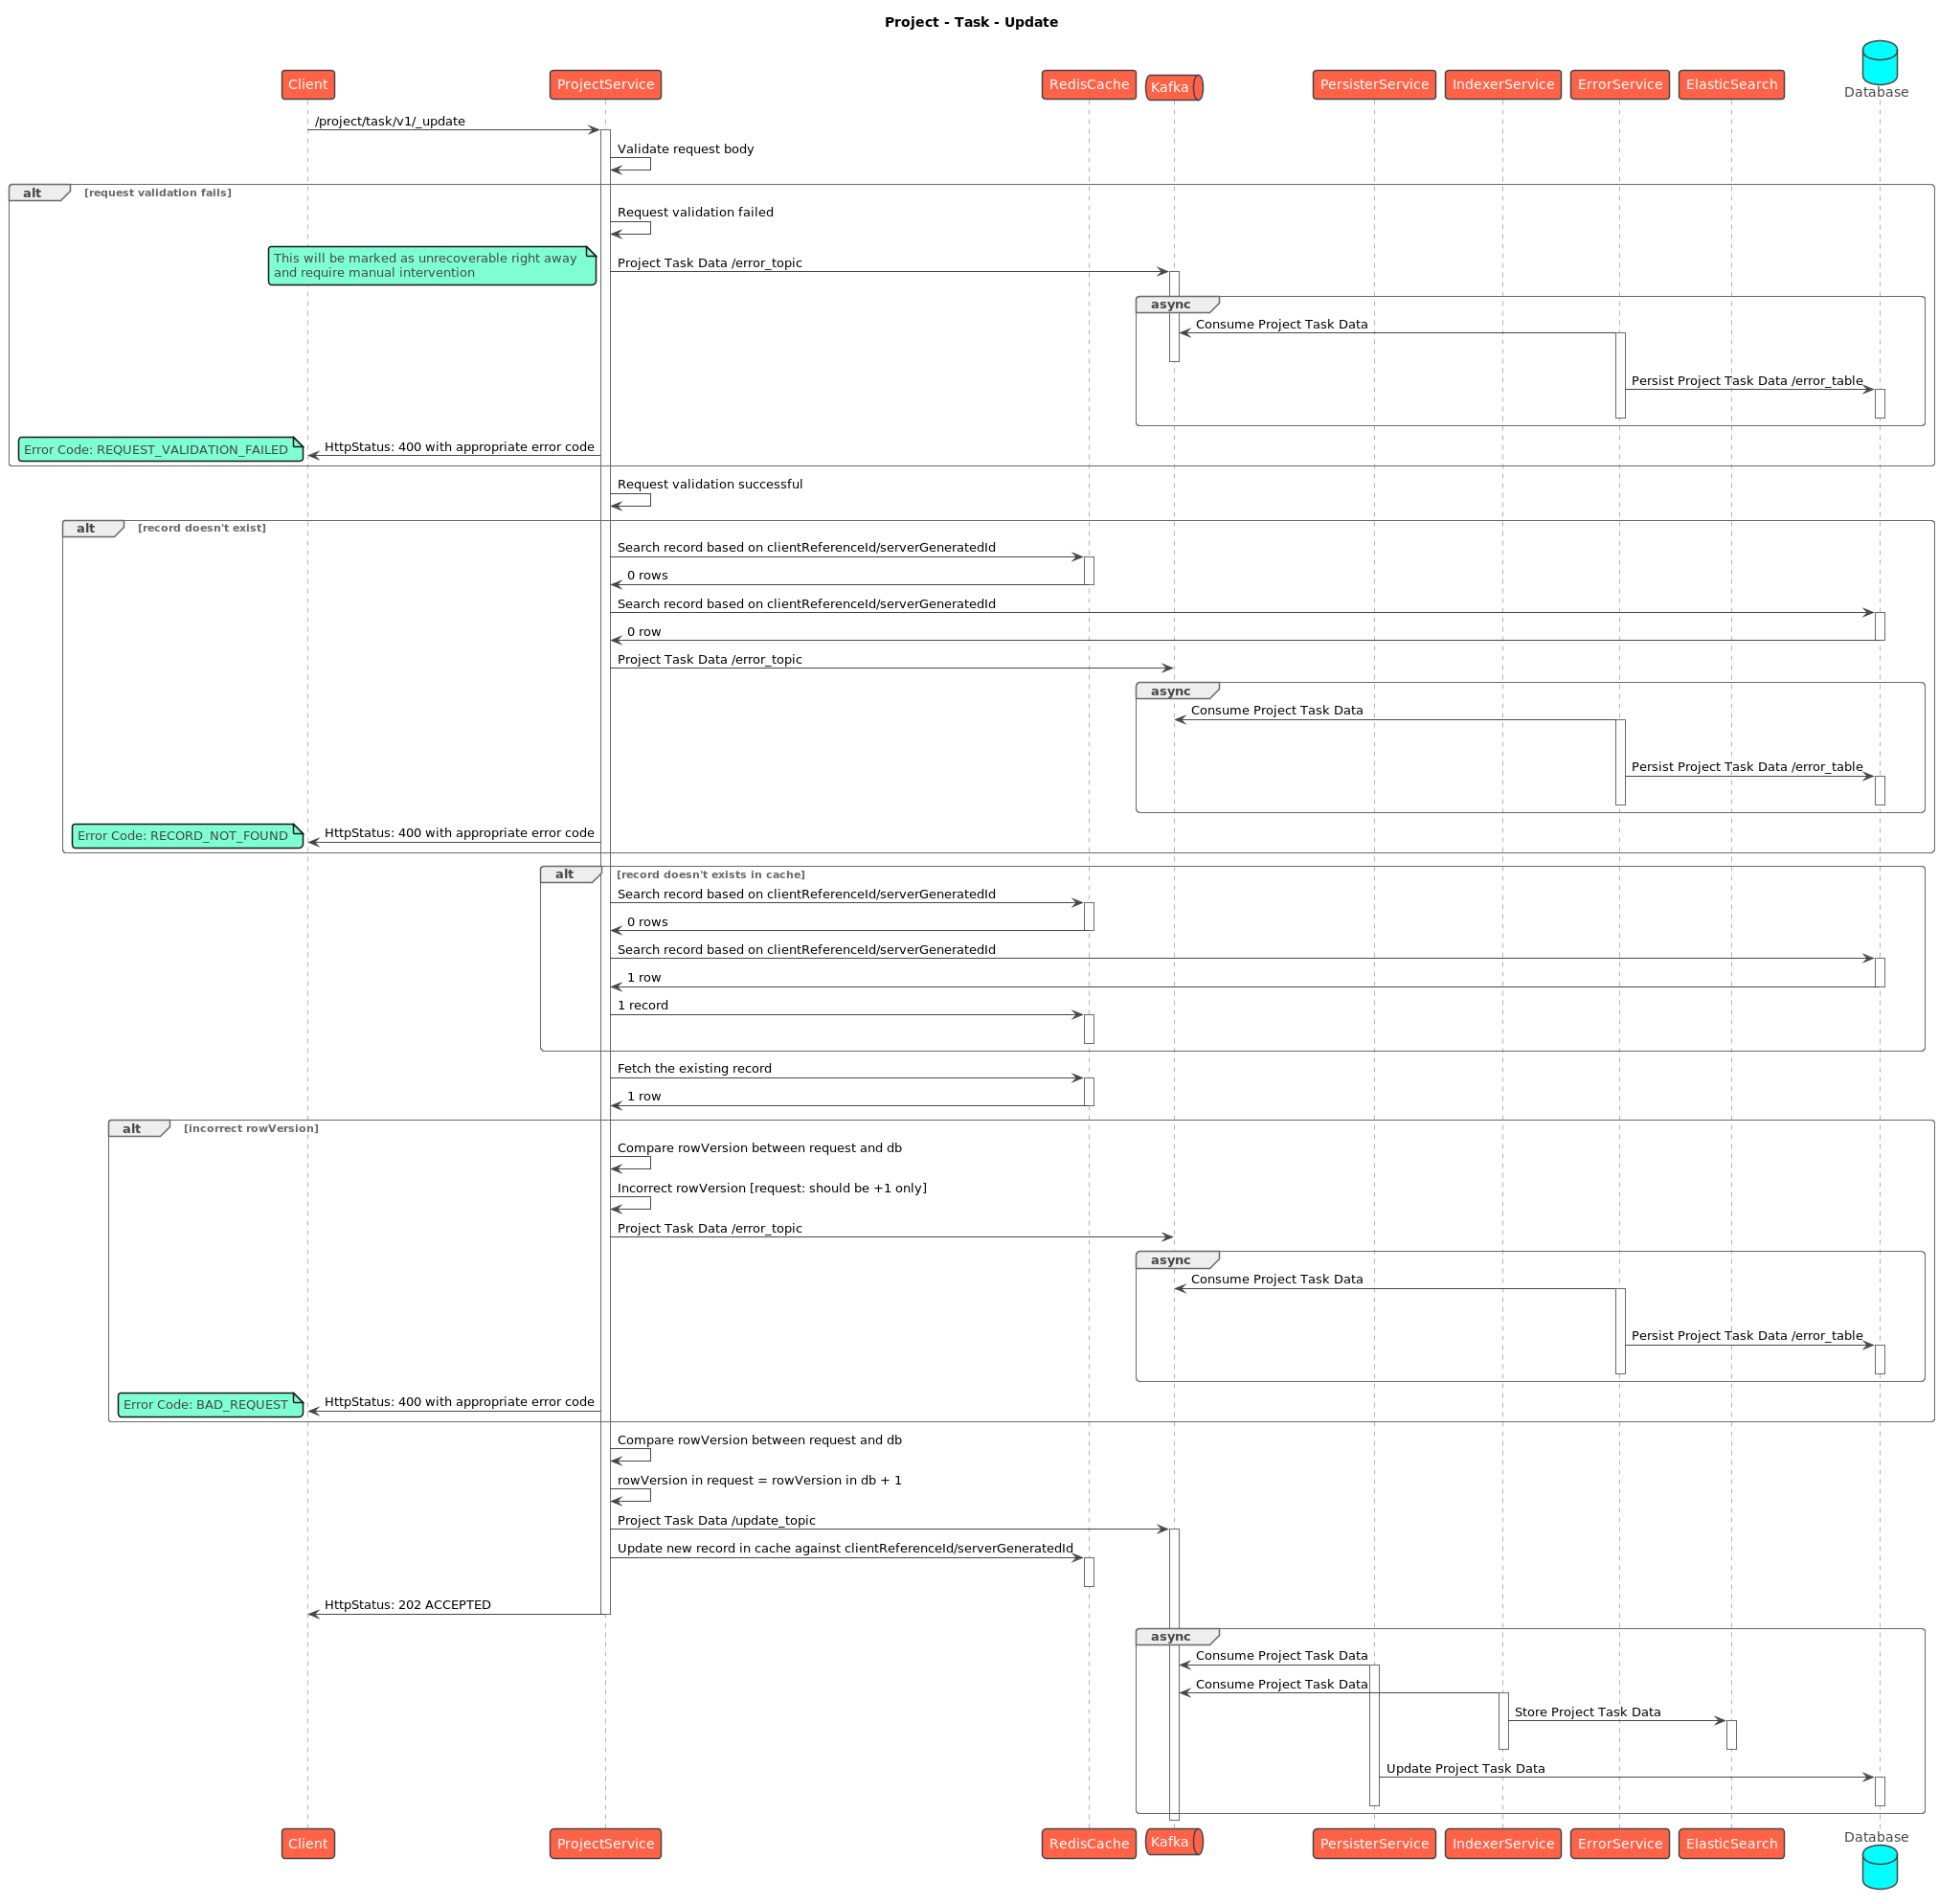 Project - Task - Update
Client
ProjectService
RedisCache
Kafka
PersisterService
IndexerService
ErrorService
ElasticSearch
Database
/project/task/v1/_update
Validate request body
alt
[request validation fails]
Request validation failed
This will be marked as unrecoverable right away
and require manual intervention
Project Task Data /error_topic
async
Consume Project Task Data
Persist Project Task Data /error_table
Error Code: REQUEST_VALIDATION_FAILED
HttpStatus: 400 with appropriate error code
Request validation successful
alt
[record doesn't exist]
Search record based on clientReferenceId/serverGeneratedId
0 rows
Search record based on clientReferenceId/serverGeneratedId
0 row
Project Task Data /error_topic
async
Consume Project Task Data
Persist Project Task Data /error_table
Error Code: RECORD_NOT_FOUND
HttpStatus: 400 with appropriate error code
alt
[record doesn't exists in cache]
Search record based on clientReferenceId/serverGeneratedId
0 rows
Search record based on clientReferenceId/serverGeneratedId
1 row
1 record
Fetch the existing record
1 row
alt
[incorrect rowVersion]
Compare rowVersion between request and db
Incorrect rowVersion [request: should be +1 only]
Project Task Data /error_topic
async
Consume Project Task Data
Persist Project Task Data /error_table
Error Code: BAD_REQUEST
HttpStatus: 400 with appropriate error code
Compare rowVersion between request and db
rowVersion in request = rowVersion in db + 1
Project Task Data /update_topic
Update new record in cache against clientReferenceId/serverGeneratedId
HttpStatus: 202 ACCEPTED
async
Consume Project Task Data
Consume Project Task Data
Store Project Task Data
Update Project Task Data
Client
ProjectService
RedisCache
Kafka
PersisterService
IndexerService
ErrorService
ElasticSearch
Database